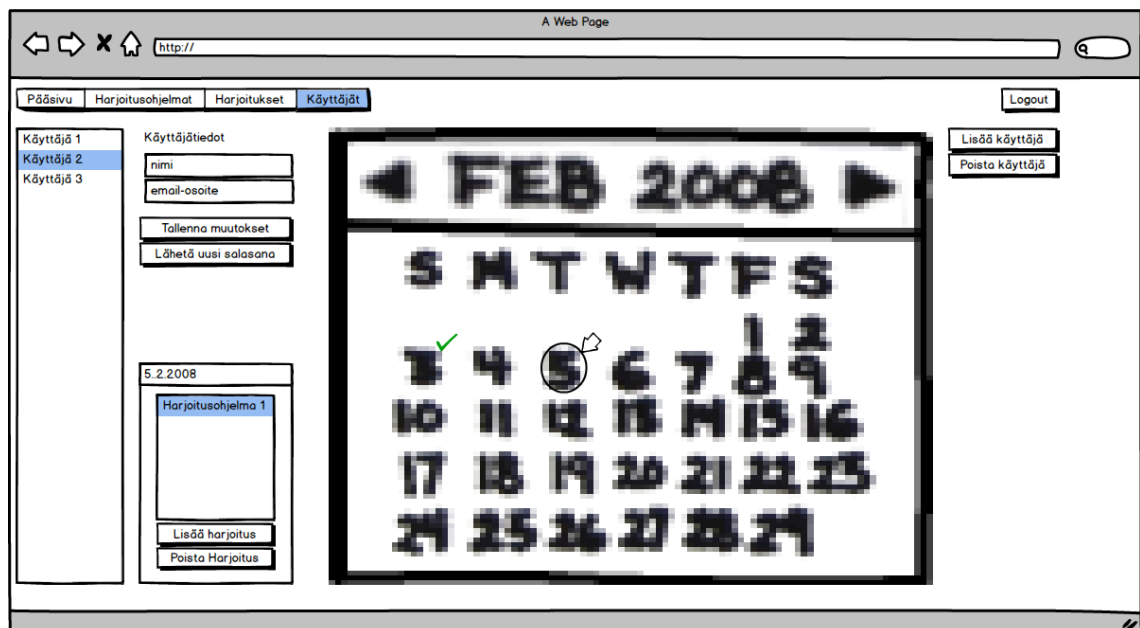 A Web Page
http://
Pääsivu Harjoitusohjelmat Harjoitukset Käyttäjät Logout
Käyttäjä 1
Käyttäjä 2
Käyttäjä 3
Käyttäjätiedot
nimi
email-osoite
Tallenna muutokset
Lähetä uusi salasana
5.2.2008
Harjoitusohjelma 1
Lisää harjoitus
Poista Harjoitus
FEB 2008
S M T W T F S
1 2
3 4 5 6 7 8 9
10 11 12 13 14 15 16
17 18 19 20 21 22 23
24 25 26 27 28 29
Lisää käyttäjä
Poista käyttäjä